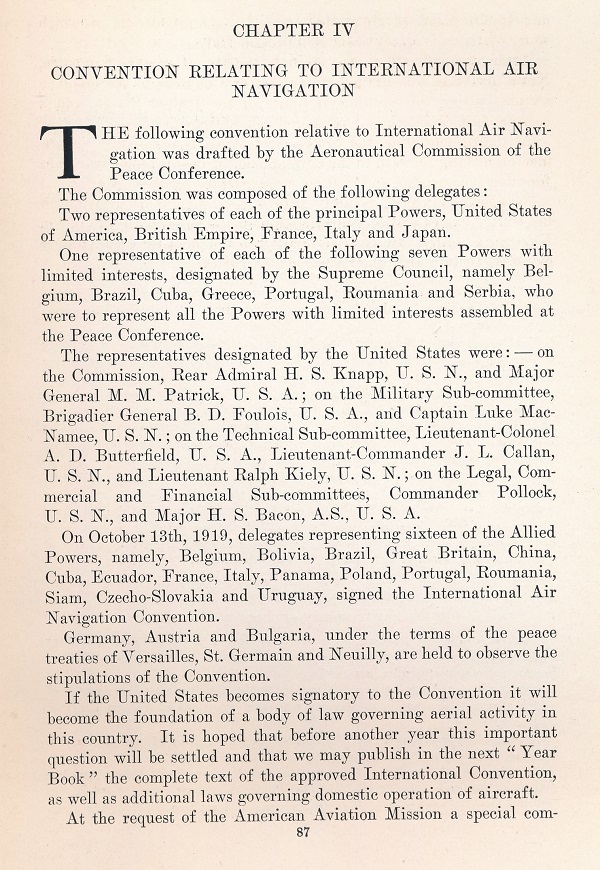 CHAPTER IV
CONVENTION RELATING TO INTERNATIONAL AIR
NAVIGATION
THE following convention relative to International Air Navi-
gation was drafted by the Aeronautical Commission of the
Peace Conference.
The Commission was composed of the following delegates:
Two representatives of each of the principal Powers, United States
of America, British Empire, France, Italy and Japan.
One representative of each of the following seven Powers with
limited interests, designated by the Supreme Council, namely Bel-
gium, Brazil, Cuba, Greece, Portugal, Roumania and Serbia, who
were to represent all the Powers with limited interests assembled at
the Peace Conference.
The representatives designated by the United States were: — on
the Commission, Rear Admiral H. S. Knapp, U. S. N., and Major
General M. M. Patrick, U. S. A.; on the Military Sub-committee,
Brigadier General B. D. Foulois, U. S. A., and Captain Luke Mac-
Namee, U. S. N.; on the Technical Sub-committee, Lieutenant-Colonel
A. D. Butterfield, U. S. A., Lieutenant-Commander J. L. Callan,
U. S. N., and Lieutenant Ralph Kiely, U. S. N.; on the Legal, Com-
mercial and Financial Sub-committees, Commander Pollock,
U. S. N., and Major H. S. Bacon, A.S., U. S. A.
On October 13th, 1919, delegates representing sixteen of the Allied
Powers, namely, Belgium, Bolivia, Brazil, Great Britain, China,
Cuba, Ecuador, France, Italy, Panama, Poland, Portugal, Roumania,
Siam, Czecho-Slovakia and Uruguay, signed the International Air
Navigation Convention.
Germany, Austria and Bulgaria, under the terms of the peace
treaties of Versailles, St. Germain and Neuilly, are held to observe the
stipulations of the Convention.
If the United States becomes signatory to the Convention it will
become the foundation of a body of law governing aerial activity in
this country. It is hoped that before another year this important
question will be settled and that we may publish in the next “Year
Book” the complete text of the approved International Convention,
as well as additional laws governing domestic operation of aircraft.
At the request of the American Aviation Mission a special com-
87